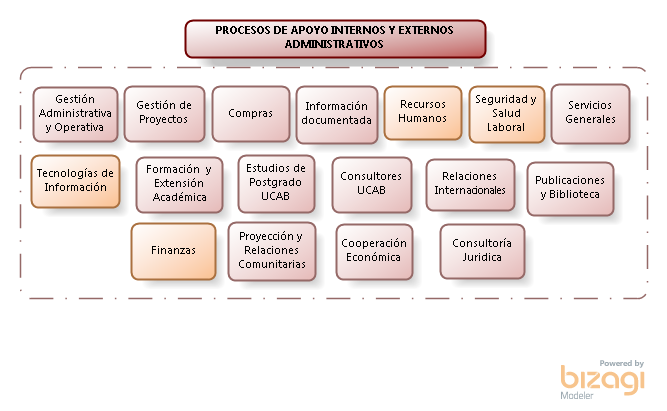 PROCESOS DE APOYO INTERNOS Y EXTERNOS
ADMINISTRATIVOS
Gestión
Administrativa
y Operativa
Gestión de
Proyectos
Compras
Información
documentada
Recursos
Humanos
Seguridad y
Salud
Laboral
Servicios
Generales
Tecnologías de
Información
Formación y
Extensión
Académica
Estudios de
Postgrado
UCAB
Consultores
UCAB
Relaciones
Internacionales
Publicaciones
y Biblioteca
Finanzas
Proyección y
Relaciones
Comunitarias
Cooperación
Económica
Consultoría
Juridica
Powered by
bizagi
Modeler